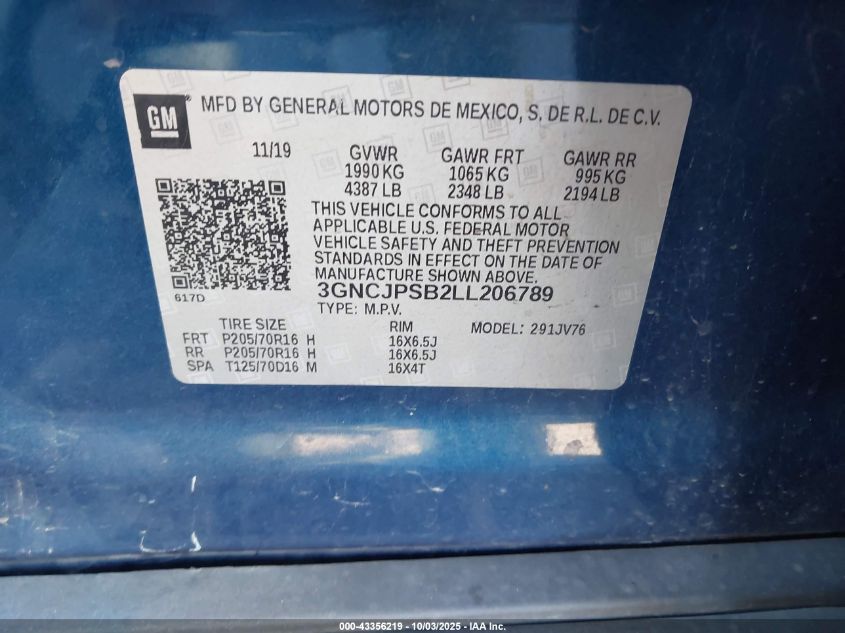 GM
MFD BY GENERAL MOTORS DE MEXICO, S. DE R.L. DE C.V.
11/19 GVWR GAWR FRT GAWR RR
1990 KG 1065 KG 995 KG
4387 LB 2348 LB 2194 LB
THIS VEHICLE CONFORMS TO ALL
APPLICABLE U.S. FEDERAL MOTOR
VEHICLE SAFETY AND THEFT PREVENTION
STANDARDS IN EFFECT ON THE DATE OF
MANUFACTURE SHOWN ABOVE.
617D
3GNCJPSB2LL206789
TYPE: M.P.V.
TIRE SIZE RIM MODEL: 291JV76
FRT P205/70R16 H 16X6.5J
RR P205/70R16 H 16X6.5J
SPA T125/70D16 M 16X4T
000-43356219 - 10/03/2025 - IAA Inc.